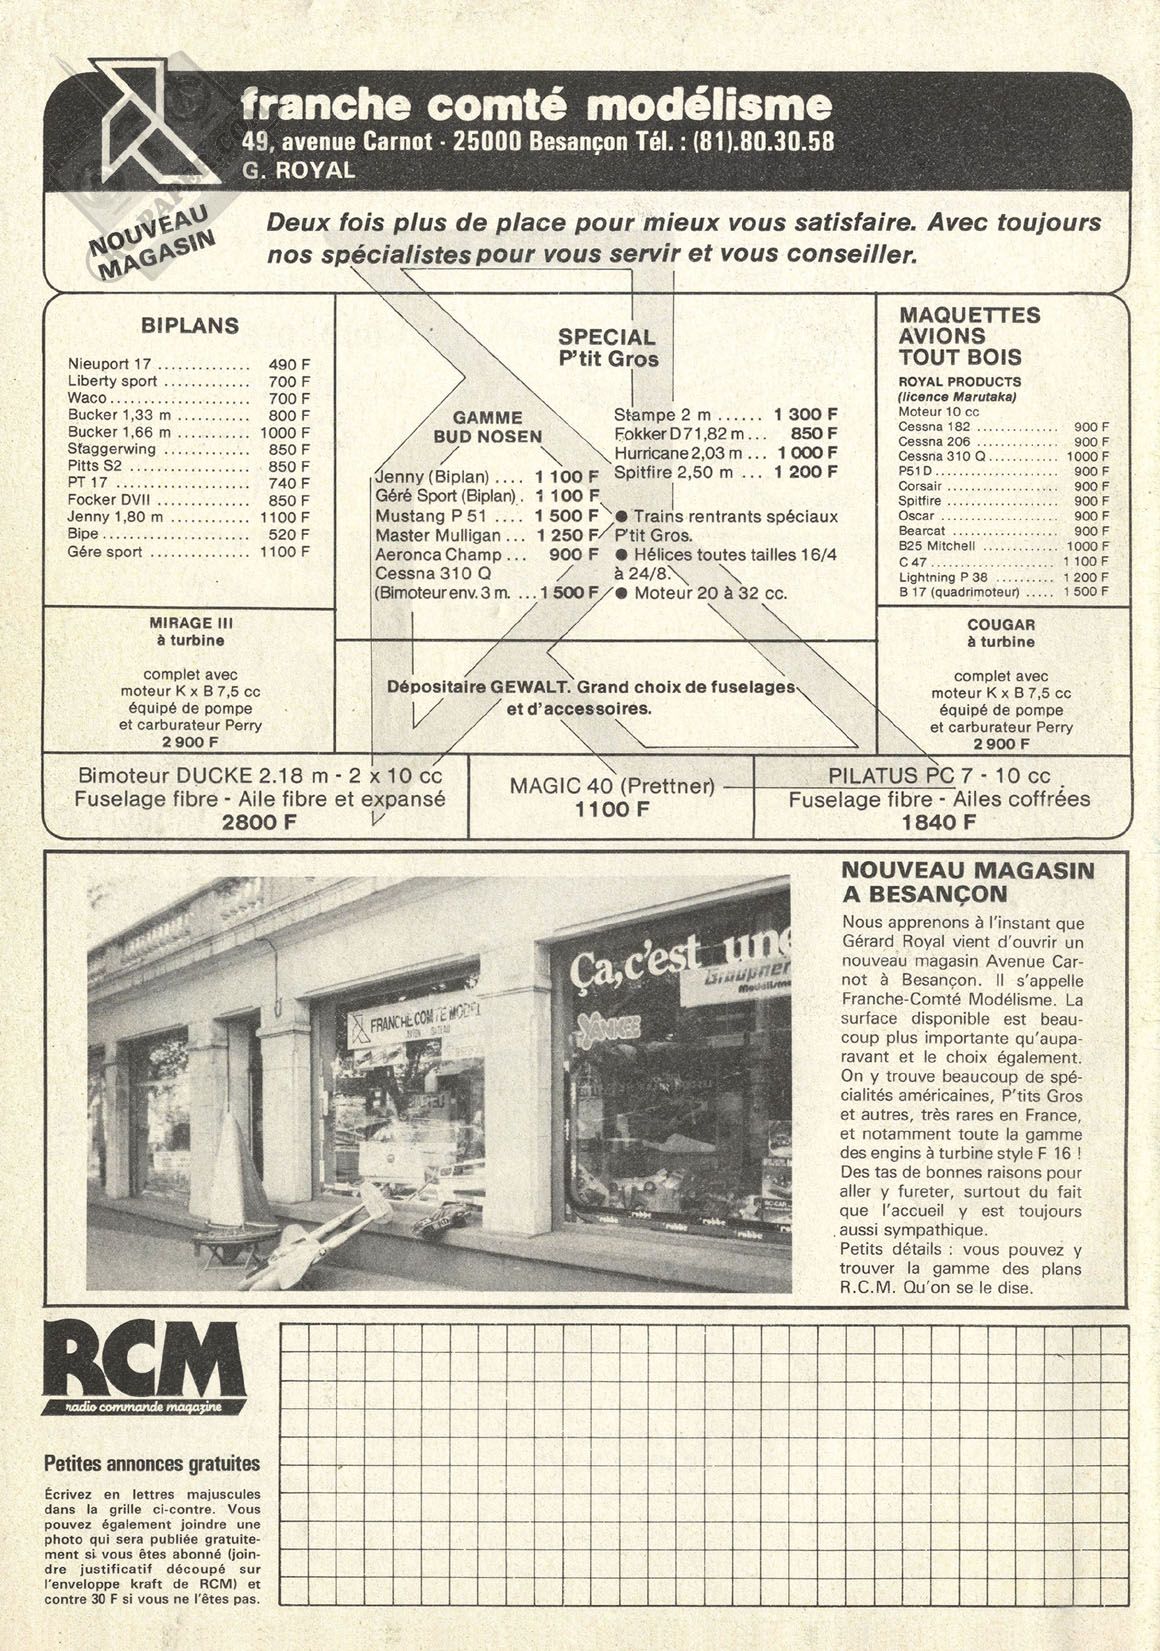 franche comté modélisme
49, avenue Carnot - 25000 Besançon Tél. : (81).80.30.58
G. ROYAL
NOUVEAU
MAGASIN
Deux fois plus de place pour mieux vous satisfaire. Avec toujours
nos spécialistes pour vous servir et vous conseiller.
BIPLANS
Nieuport 17 .............. 490 F
Liberty sport ............. 700 F
Waco ..................... 700 F
Bucker 1,33 m ........... 800 F
Bucker 1,66 m ........... 1000 F
Staggerwing .............. 850 F
Pitts S2 .................. 850 F
PT 17 .................... 740 F
Focker DVII .............. 850 F
Jenny 1,80 m ............. 1100 F
Bipe ...................... 520 F
Gére sport ............... 1100 F
MIRAGE III
à turbine
complet avec
moteur K x B 7,5 cc
équipé de pompe
et carburateur Perry
2 900 F
SPECIAL
P'tit Gros
GAMME
BUD NOSEN
Jenny (Biplan) .... 1 100 F
Géré Sport (Biplan) . 1 100 F
Mustang P 51 .... 1 500 F
Master Mulligan ... 1 250 F
Aeronca Champ ... 900 F
Cessna 310 Q
(Bimoteur env. 3 m. ... 1 500 F
Stampe 2 m ...... 1 300 F
Fokker D7 1,82 m ... 850 F
Hurricane 2,03 m ... 1 000 F
Spitfire 2,50 m ... 1 200 F
● Trains rentrants spéciaux
P'tit Gros.
● Hélices toutes tailles 16/4
à 24/8.
● Moteur 20 à 32 cc.
Dépositaire GEWALT. Grand choix de fuselages
et d'accessoires.
MAQUETTES
AVIONS
TOUT BOIS
ROYAL PRODUCTS
(licence Marutaka)
Moteur 10 cc
Cessna 182 .............. 900 F
Cessna 206 .............. 900 F
Cessna 310 Q ........... 1000 F
P51 D .................... 900 F
Corsair ................... 900 F
Spitfire ................... 900 F
Oscar .................... 900 F
Bearcat .................. 900 F
B25 Mitchell ............. 1000 F
C 47 ..................... 1 100 F
Lightning P 38 .......... 1 200 F
B 17 (quadrimoteur) ..... 1 500 F
COUGAR
à turbine
complet avec
moteur K x B 7,5 cc
équipé de pompe
et carburateur Perry
2 900 F
Bimoteur DUCKE 2.18 m - 2 x 10 cc
Fuselage fibre - Aile fibre et expansé
2800 F
MAGIC 40 (Prettner)
1100 F
PILATUS PC 7 - 10 cc
Fuselage fibre - Ailes coffrées
1840 F
FRANCHE COMTE MODEL
Ça, c'est une
Graupner
Modélisme
YANKEE
robbe robbe robbe robbe
NOUVEAU MAGASIN
A BESANÇON
Nous apprenons à l'instant que
Gérard Royal vient d'ouvrir un
nouveau magasin Avenue Car-
not à Besançon. Il s'appelle
Franche-Comté Modélisme. La
surface disponible est beau-
coup plus importante qu'aupa-
ravant et le choix également.
On y trouve beaucoup de spé-
cialités américaines, P'tits Gros
et autres, très rares en France,
et notamment toute la gamme
des engins à turbine style F 16 !
Des tas de bonnes raisons pour
aller y fureter, surtout du fait
que l'accueil y est toujours
aussi sympathique.
Petits détails : vous pouvez y
trouver la gamme des plans
R.C.M. Qu'on se le dise.
RCM
radio commande magazine
Petites annonces gratuites
Écrivez en lettres majuscules
dans la grille ci-contre. Vous
pouvez également joindre une
photo qui sera publiée gratuite-
ment si vous êtes abonné (join-
dre justificatif découpé sur
l'enveloppe kraft de RCM) et
contre 30 F si vous ne l'êtes pas.